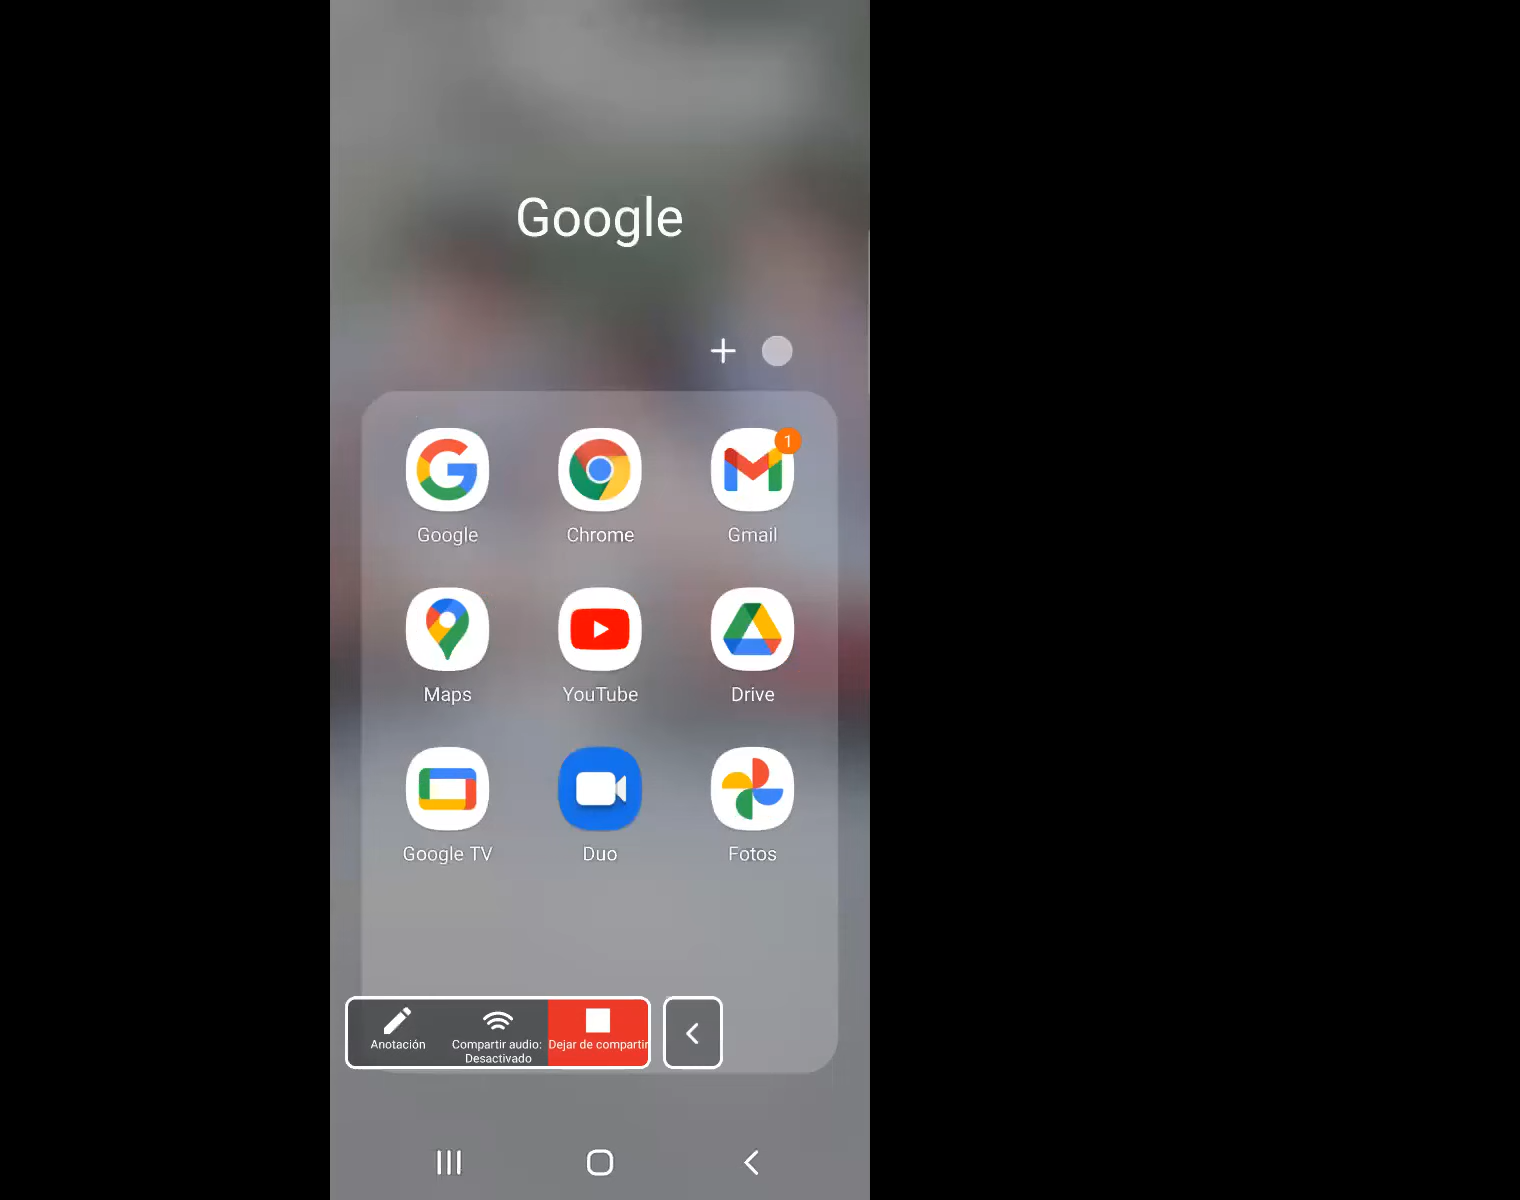 Google
1
Google
Chrome
Gmail
Maps
YouTube
Drive
Google TV
Duo
Fotos
Anotación
Compartir audio:
Desactivado
Dejar de compartir